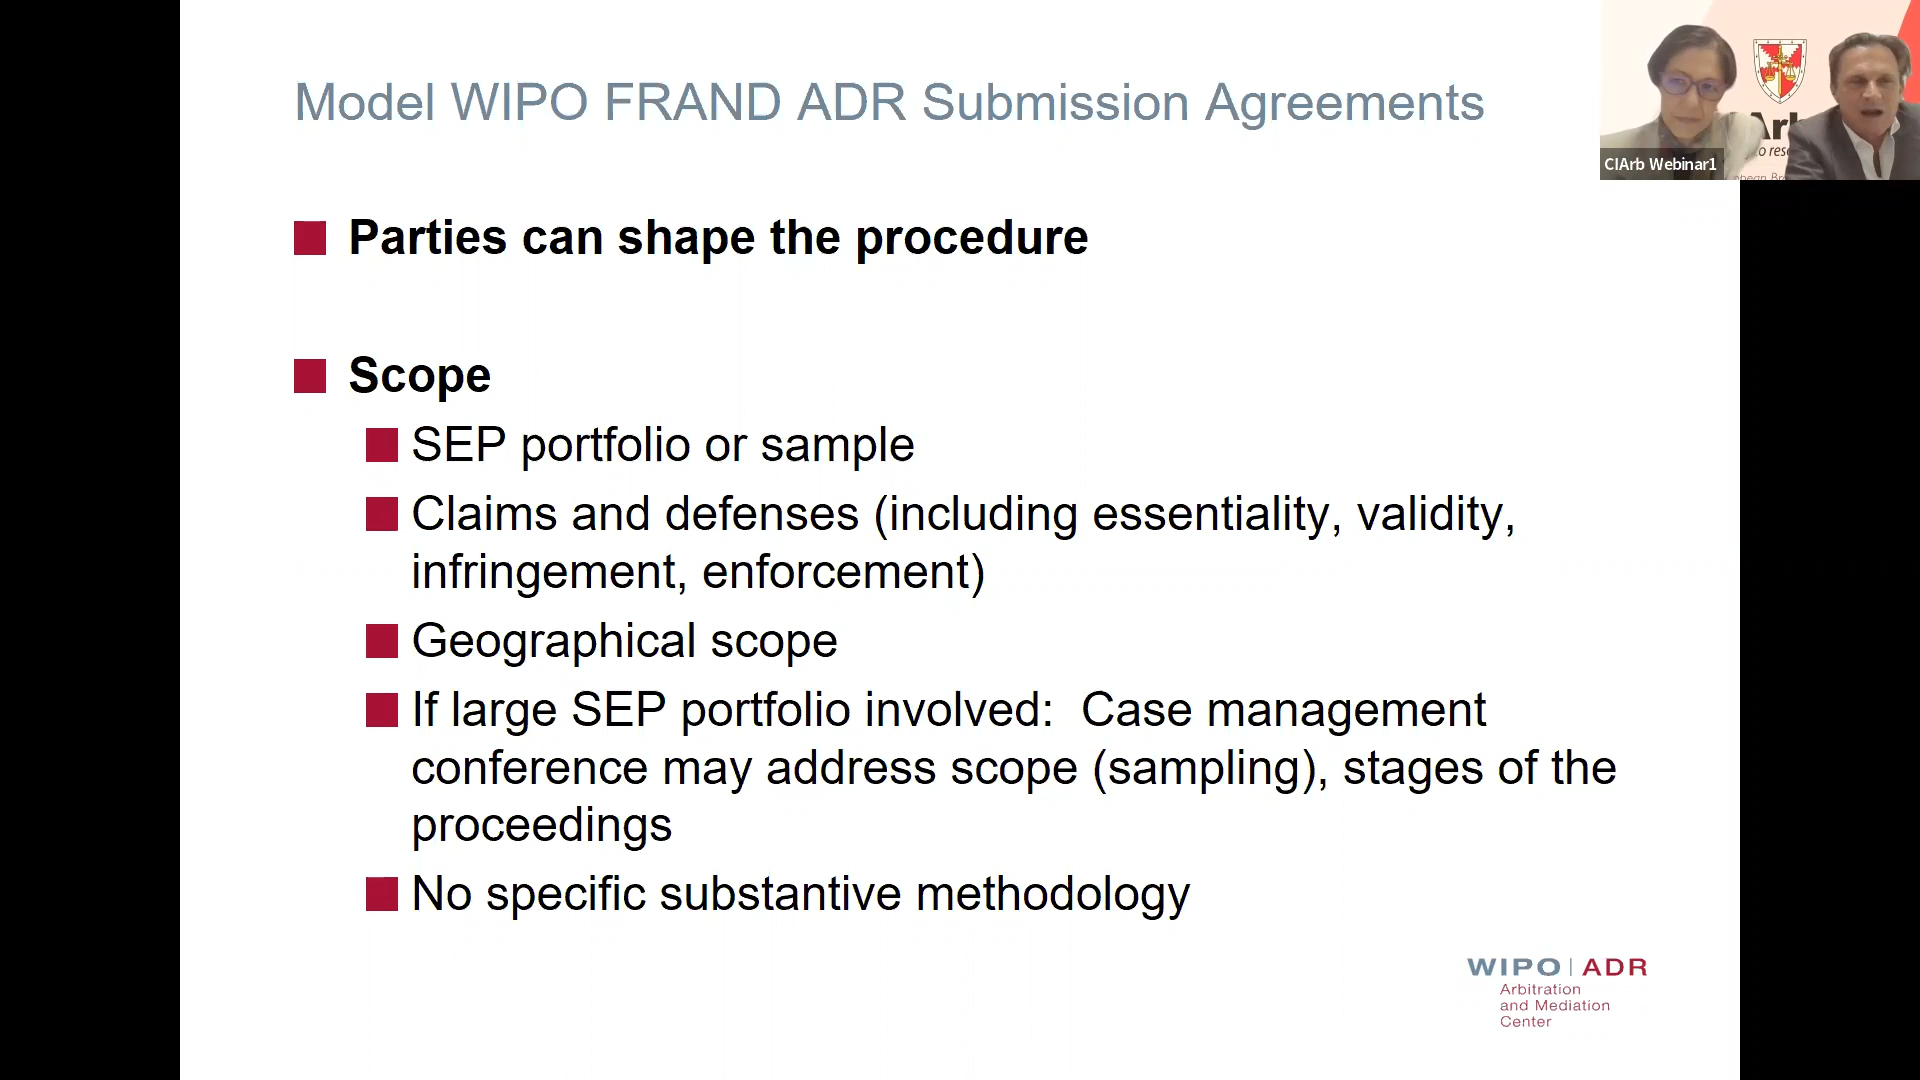 Model WIPO FRAND ADR Submission Agreements
Parties can shape the procedure
Scope
SEP portfolio or sample
Claims and defenses (including essentiality, validity,
infringement, enforcement)
Geographical scope
If large SEP portfolio involved: Case management
conference may address scope (sampling), stages of the
proceedings
No specific substantive methodology
WIPO | ADR
Arbitration
and Mediation
Center
CIArb Webinar1